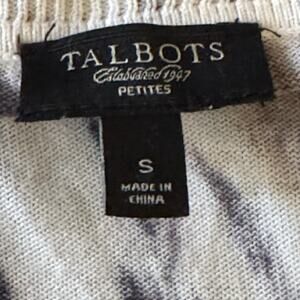 TALBOTS
Established 1947
PETITES
S
MADE IN
CHINA